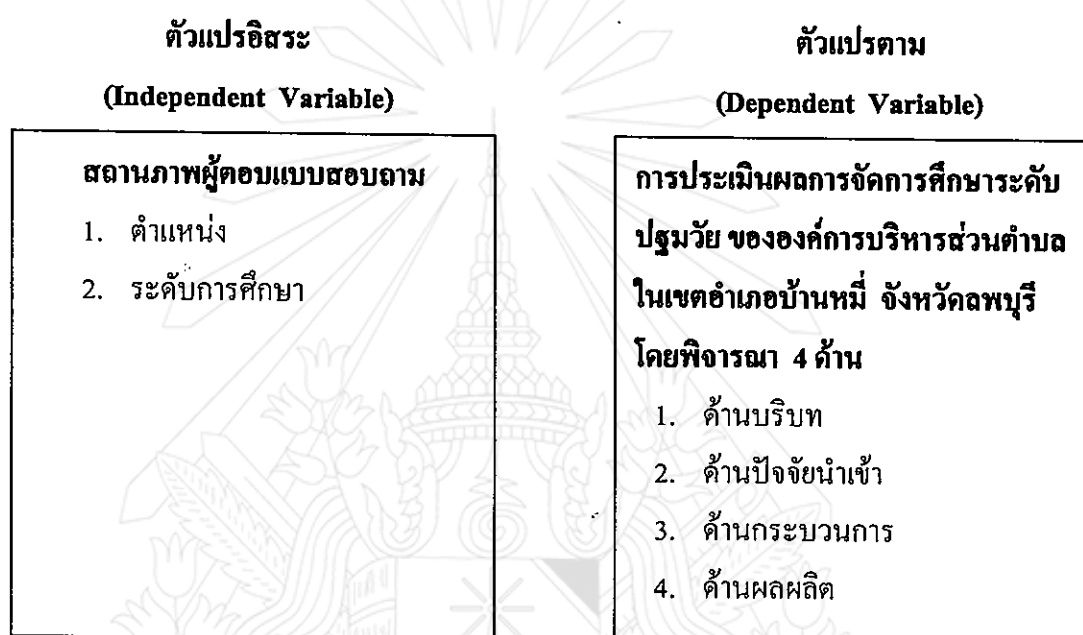 ตัวแปรอิสระ
(Independent Variable)
สถานภาพผู้ตอบแบบสอบถาม
1. ตำแหน่ง
2. ระดับการศึกษา
ตัวแปรตาม
(Dependent Variable)
การประเมินผลการจัดการศึกษาระดับ
ปฐมวัย ขององค์การบริหารส่วนตำบล
ในเขตอำเภอบ้านหมี่ จังหวัดลพบุรี
โดยพิจารณา 4 ด้าน
1. ด้านบริบท
2. ด้านปัจจัยนำเข้า
3. ด้านกระบวนการ
4. ด้านผลผลิต